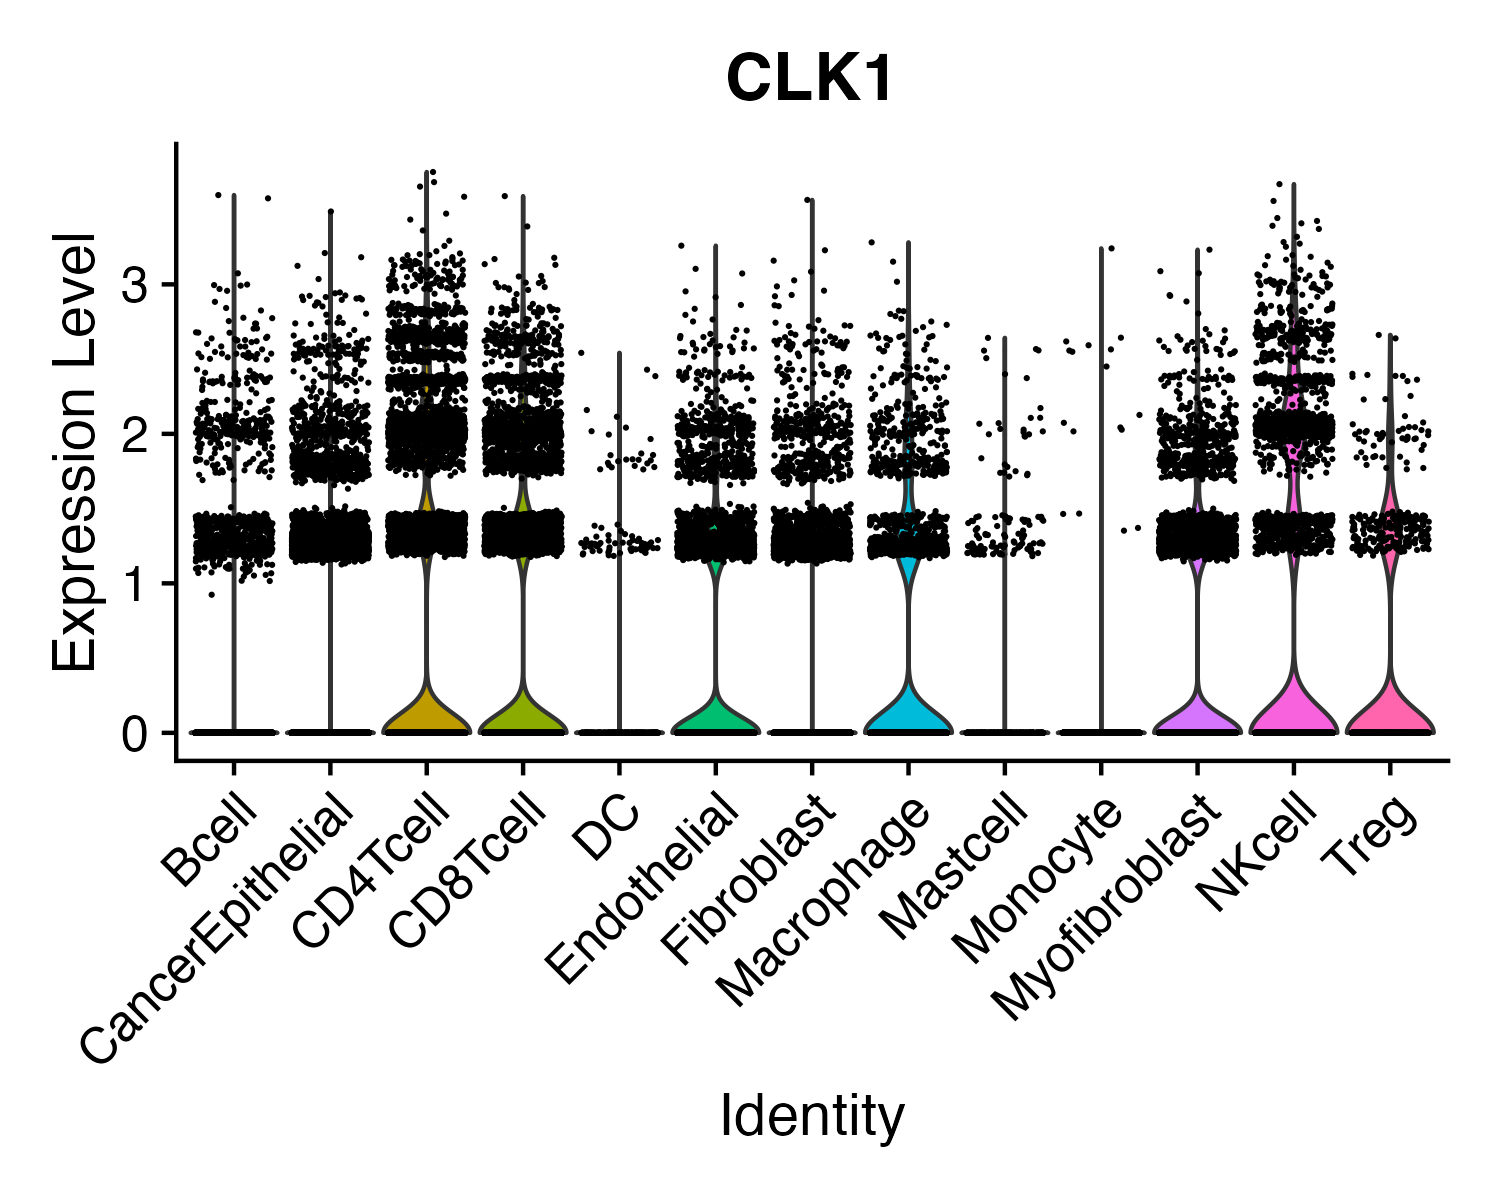 CLK1
Expression Level
3
2
1
0
Bcell
CancerEpithelial
CD4Tcell
CD8Tcell
DC
Endothelial
Fibroblast
Macrophage
Mastcell
Monocyte
Myofibroblast
NKcell
Treg
Identity